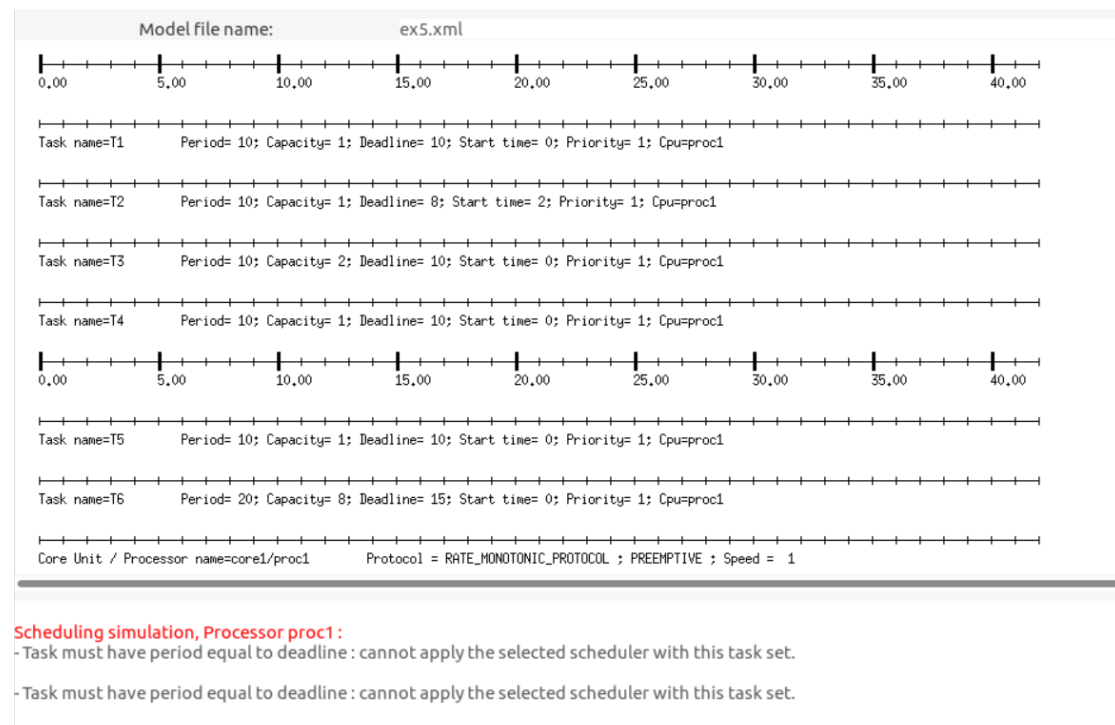 Model file name: ex5.xml
0.00 5.00 10.00 15.00 20.00 25.00 30.00 35.00 40.00
Task name=T1 Period= 10; Capacity= 1; Deadline= 10; Start time= 0; Priority= 1; Cpu=proc1
Task name=T2 Period= 10; Capacity= 1; Deadline= 8; Start time= 2; Priority= 1; Cpu=proc1
Task name=T3 Period= 10; Capacity= 2; Deadline= 10; Start time= 0; Priority= 1; Cpu=proc1
Task name=T4 Period= 10; Capacity= 1; Deadline= 10; Start time= 0; Priority= 1; Cpu=proc1
0.00 5.00 10.00 15.00 20.00 25.00 30.00 35.00 40.00
Task name=T5 Period= 10; Capacity= 1; Deadline= 10; Start time= 0; Priority= 1; Cpu=proc1
Task name=T6 Period= 20; Capacity= 8; Deadline= 15; Start time= 0; Priority= 1; Cpu=proc1
Core Unit / Processor name=core1/proc1 Protocol = RATE_MONOTONIC_PROTOCOL ; PREEMPTIVE ; Speed = 1
Scheduling simulation, Processor proc1 :
- Task must have period equal to deadline : cannot apply the selected scheduler with this task set.
- Task must have period equal to deadline : cannot apply the selected scheduler with this task set.